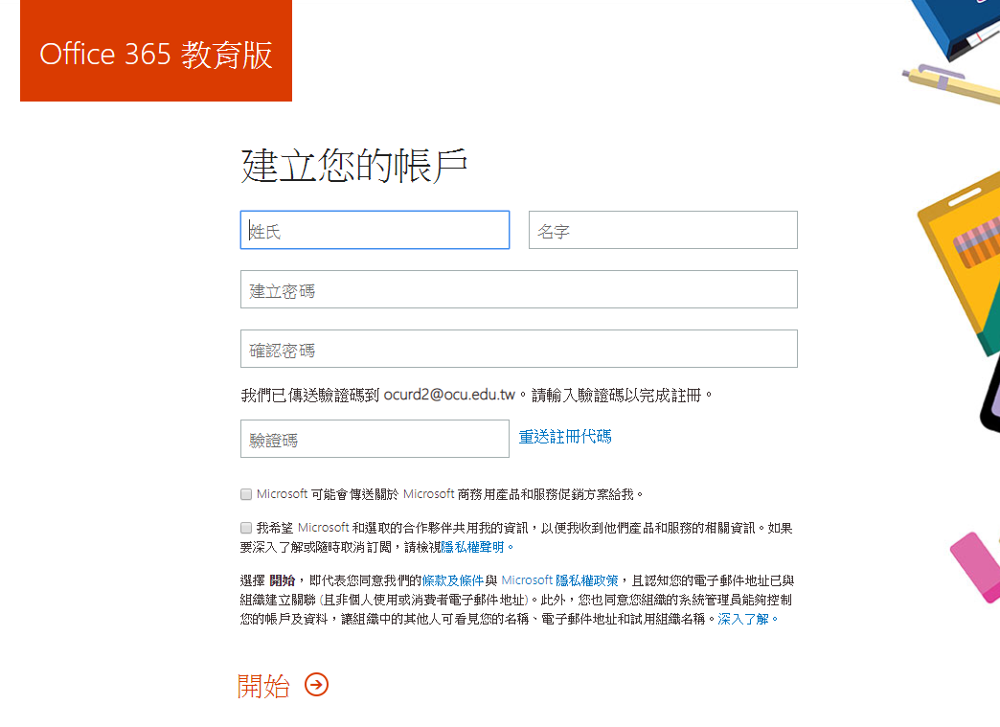 Office 365 教育版
建立您的帳戶
姓氏
名字
建立密碼
確認密碼
我們已傳送驗證碼到 ocurd2@ocu.edu.tw。請輸入驗證碼以完成註冊。
驗證碼
重送註冊代碼
Microsoft 可能會傳送關於 Microsoft 商務用產品和服務促銷方案給我。
我希望 Microsoft 和選取的合作夥伴共用我的資訊，以便我收到他們產品和服務的相關資訊。如果
要深入了解或隨時取消訂閱，請檢視隱私權聲明。
選擇 開始，即代表您同意我們的條款及條件與 Microsoft 隱私權政策，且認知您的電子郵件地址已與
組織建立關聯 (且非個人使用或消費者電子郵件地址)。此外，您也同意您組織的系統管理員能夠控制
您的帳戶及資料，讓組織中的其他人可看見您的名稱、電子郵件地址和試用組織名稱。深入了解。
開始